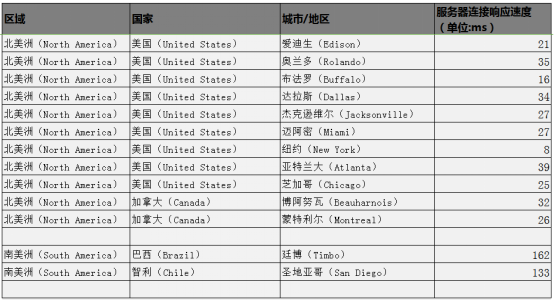 区域 国家 城市/地区 服务器连接响应速度
（单位:ms）
北美洲（North America） 美国（United States） 爱迪生（Edison） 21
北美洲（North America） 美国（United States） 奥兰多（Rolando） 35
北美洲（North America） 美国（United States） 布法罗（Buffalo） 16
北美洲（North America） 美国（United States） 达拉斯（Dallas） 34
北美洲（North America） 美国（United States） 杰克逊维尔（Jacksonville） 27
北美洲（North America） 美国（United States） 迈阿密（Miami） 27
北美洲（North America） 美国（United States） 纽约（New York） 8
北美洲（North America） 美国（United States） 亚特兰大（Atlanta） 39
北美洲（North America） 美国（United States） 芝加哥（Chicago） 25
北美洲（North America） 加拿大（Canada） 博阿努瓦（Beauharnois） 32
北美洲（North America） 加拿大（Canada） 蒙特利尔（Montreal） 26
南美洲（South America） 巴西（Brazil） 廷博（Timbo） 162
南美洲（South America） 智利（Chile） 圣地亚哥（San Diego） 133